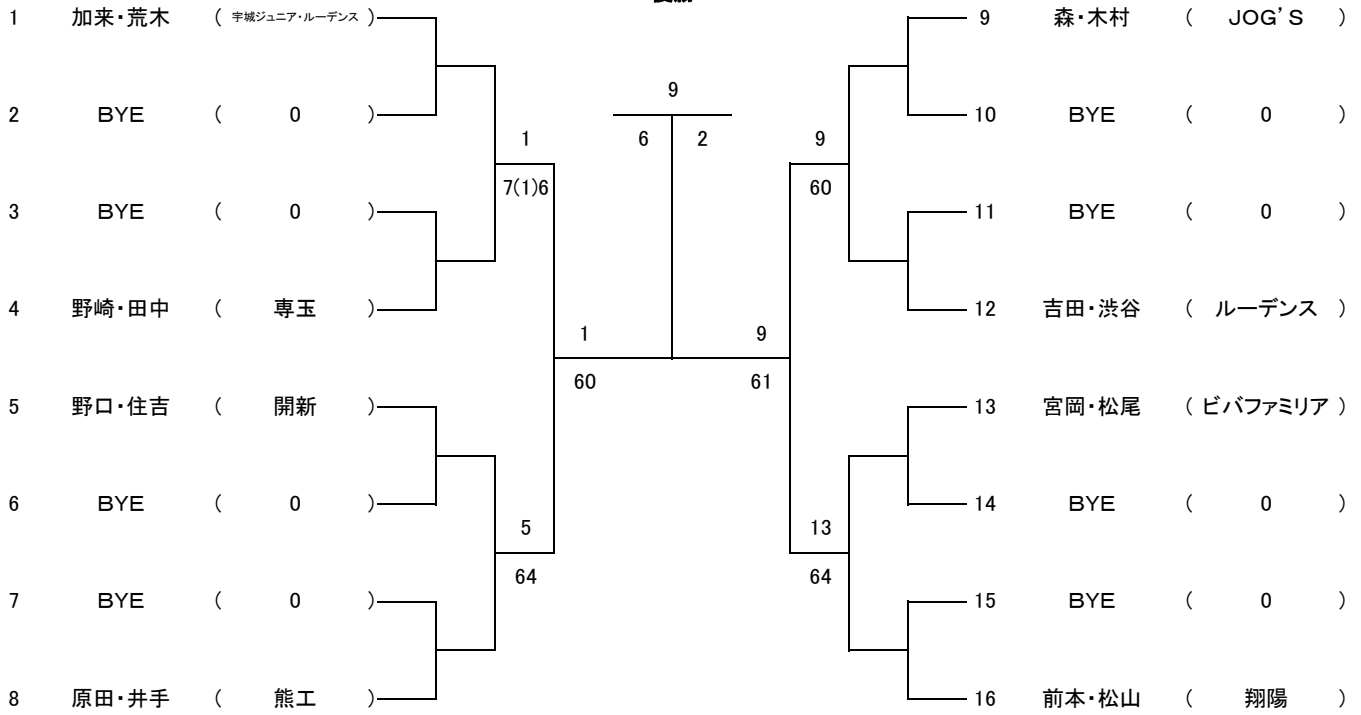 優勝
1 加来・荒木 ( 宇城ジュニア・ルーデンス )
9 森・木村 ( JOG'S )
9
2 BYE ( 0 )
10 BYE ( 0 )
1
6 2
9
7(1)6
60
3 BYE ( 0 )
11 BYE ( 0 )
4 野崎・田中 ( 専玉 )
12 吉田・渋谷 ( ルーデンス )
1
9
60
61
5 野口・住吉 ( 開新 )
13 宮岡・松尾 ( ビバファミリア )
6 BYE ( 0 )
14 BYE ( 0 )
5
13
64
64
7 BYE ( 0 )
15 BYE ( 0 )
8 原田・井手 ( 熊工 )
16 前本・松山 ( 翔陽 )